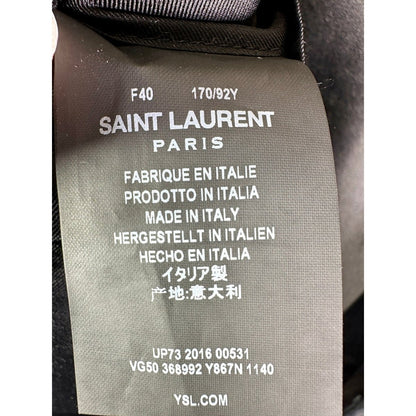 F40 170/92Y
SAINT LAURENT
PARIS
FABRIQUE EN ITALIE
PRODOTTO IN ITALIA
MADE IN ITALY
HERGESTELLT IN ITALIEN
HECHO EN ITALIA
イタリア製
产地:意大利
UP73 2016 00531
VG50 368992 Y867N 1140
YSL.COM